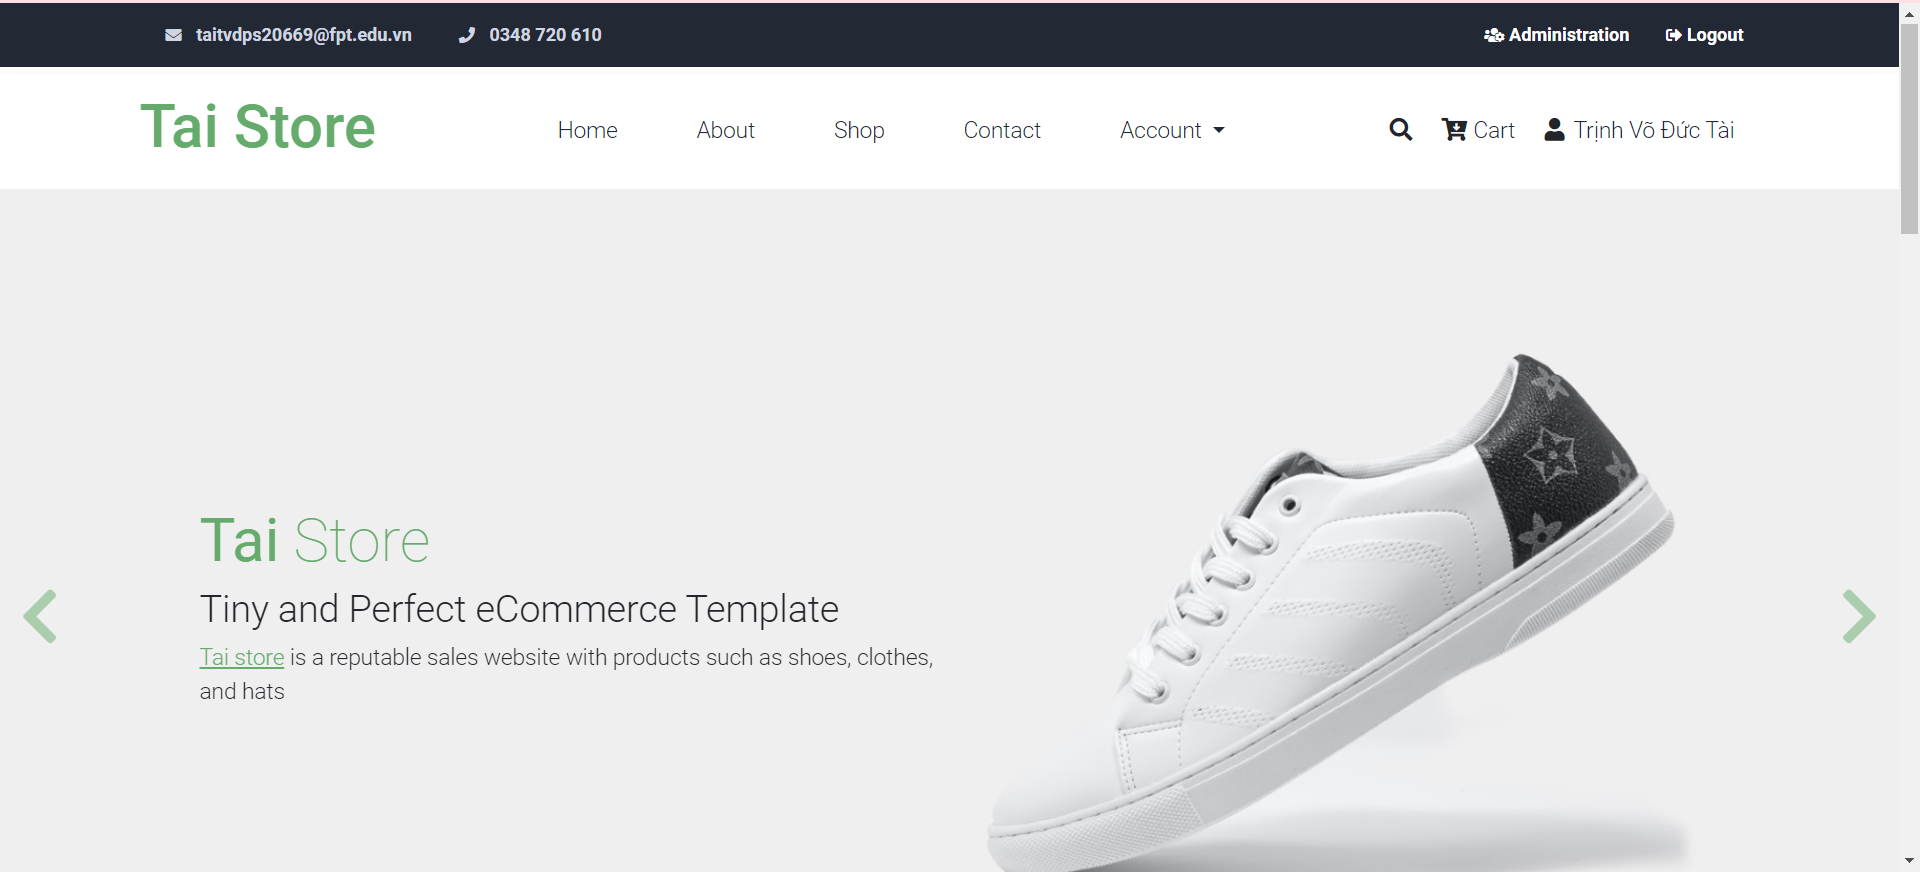 taitvdps20669@fpt.edu.vn 0348 720 610 Administration Logout
Tai Store Home About Shop Contact Account Cart Trịnh Võ Đức Tài
Tai Store
Tiny and Perfect eCommerce Template
Tai store is a reputable sales website with products such as shoes, clothes,
and hats